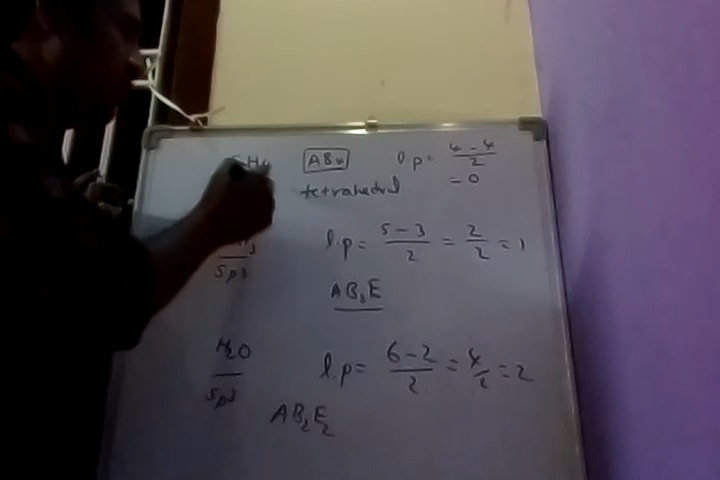 CH4 AB4 l p = 4-4/2
tetrahedral = 0
l.p = 5-3/2 = 2/2 = 1
Sp3
AB3E
H2O l.p = 6-2/2 = 4/2 = 2
Sp3
AB2E2